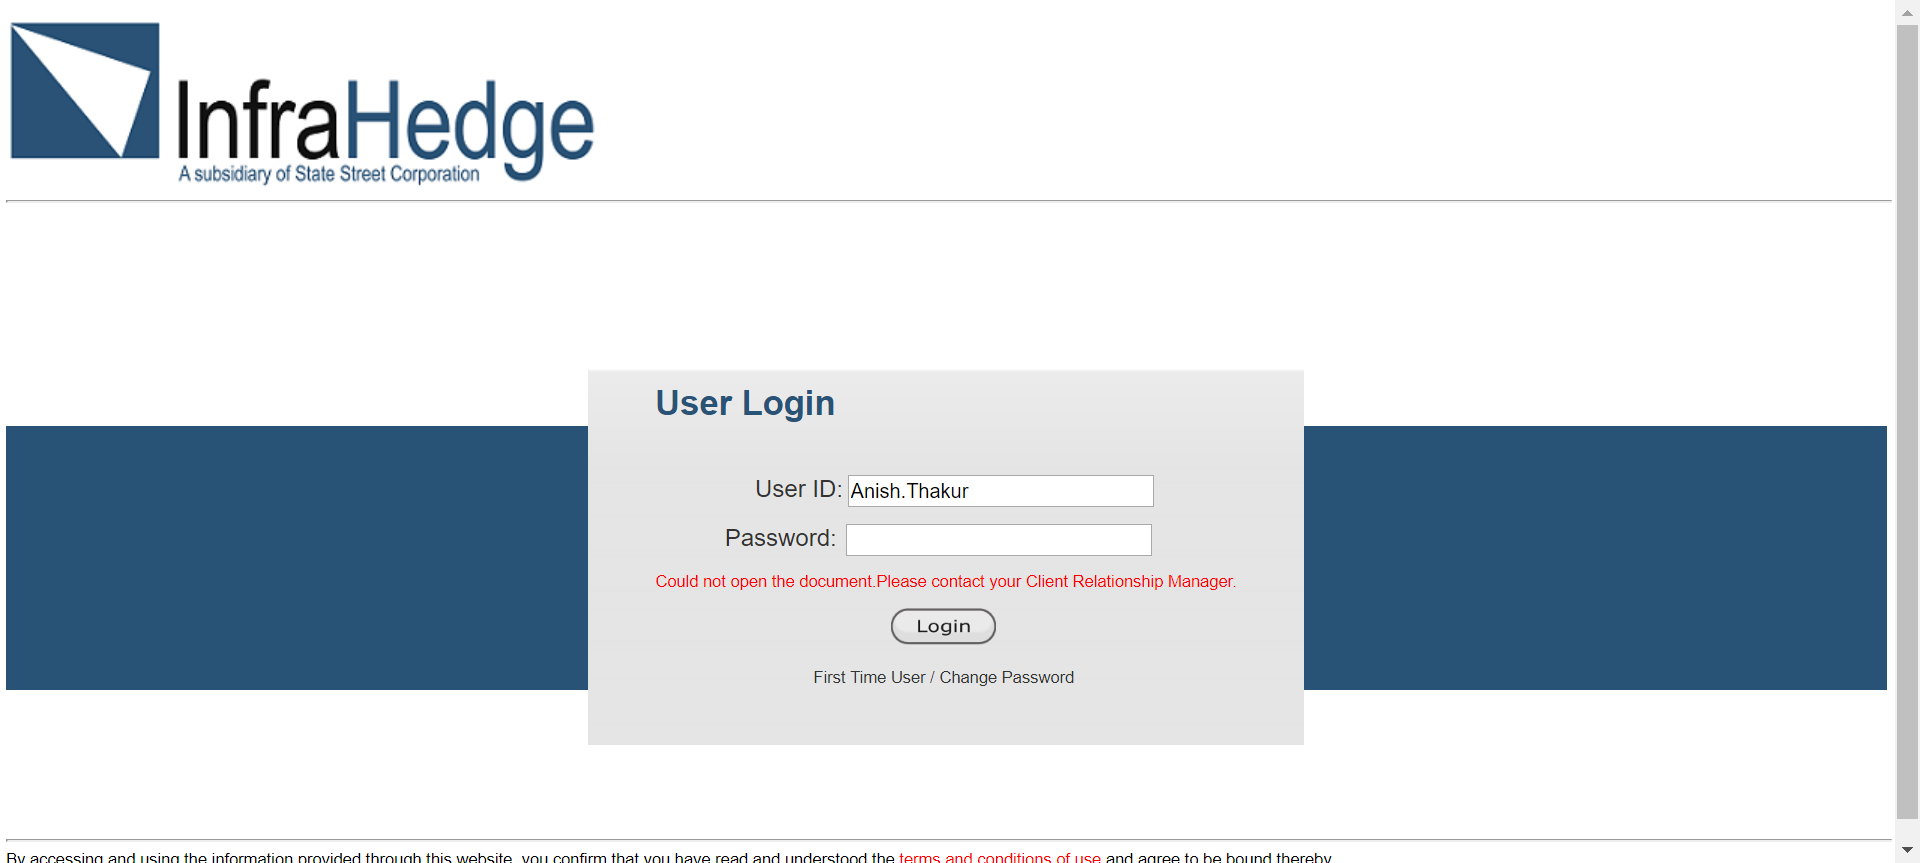 InfraHedge
A subsidiary of State Street Corporation
User Login
User ID: Anish.Thakur
Password:
Could not open the document.Please contact your Client Relationship Manager.
Login
First Time User / Change Password
By accessing and using the information provided through this website, you confirm that you have read and understood the terms and conditions of use and agree to be bound thereby